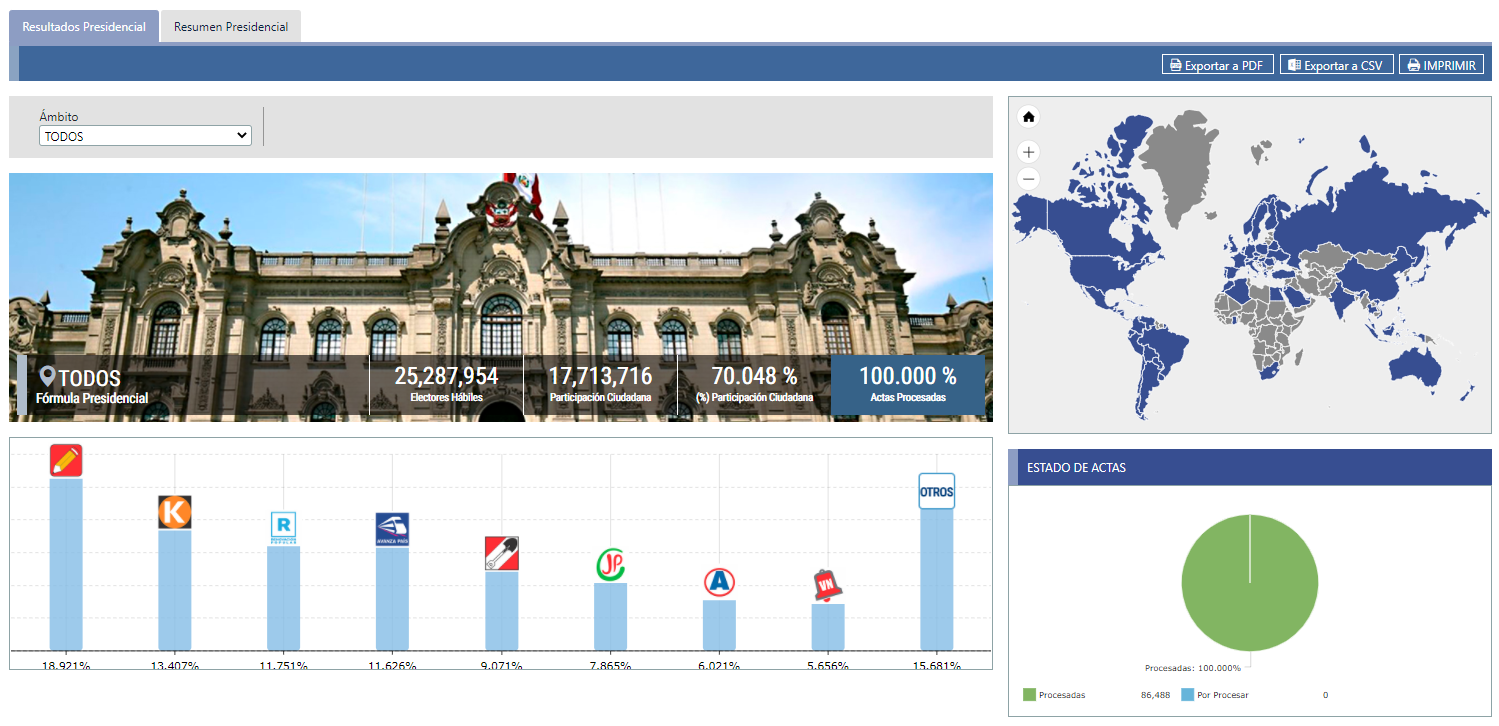 Resultados Presidencial
Resumen Presidencial
Exportar a PDF
Exportar a CSV
IMPRIMIR
Ámbito
TODOS
TODOS
Fórmula Presidencial
25,287,954
Electores Hábiles
17,713,716
Participación Ciudadana
70.048 %
(%) Participación Ciudadana
100.000 %
Actas Procesadas
K
R
AVANZA PAÍS
JP
A
VN
OTROS
18.921%
13.407%
11.751%
11.626%
9.071%
7.865%
6.021%
5.656%
15.681%
+
−
ESTADO DE ACTAS
Procesadas: 100.000%
Procesadas 86,488 Por Procesar 0